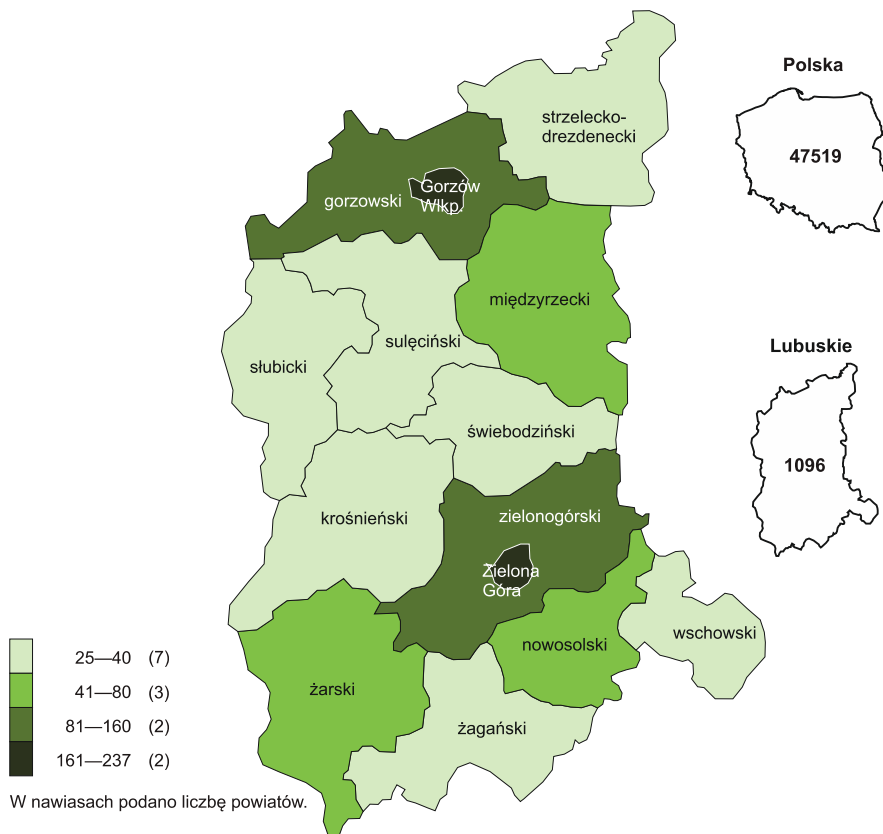 Polska
47519
strzelecko-
drezdenecki
Gorzów
Wlkp.
gorzowski
międzyrzecki
sulęciński
słubicki
Lubuskie
1096
świebodziński
krośnieński
zielonogórski
Zielona
Góra
nowosolski
wschowski
żarski
żagański
25—40 (7)
41—80 (3)
81—160 (2)
161—237 (2)
W nawiasach podano liczbę powiatów.